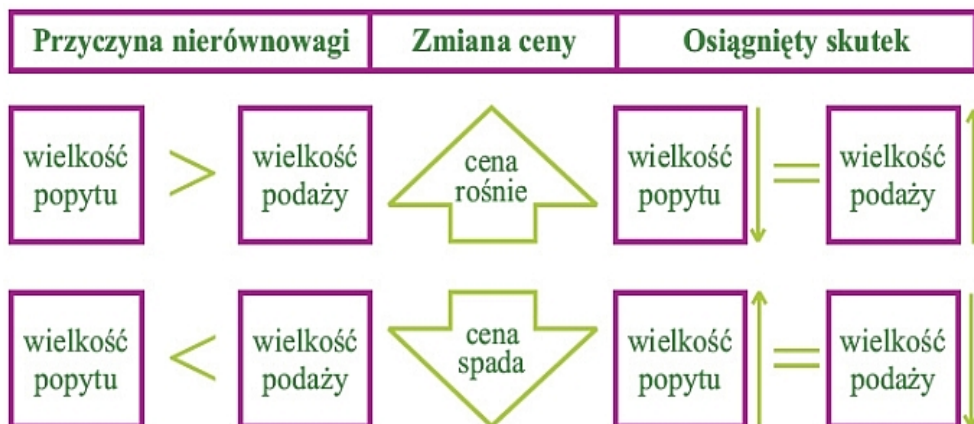 Przyczyna nierównowagi Zmiana ceny Osiągnięty skutek
wielkość popytu > wielkość podaży
cena rośnie
wielkość popytu = wielkość podaży
wielkość popytu < wielkość podaży
cena spada
wielkość popytu = wielkość podaży